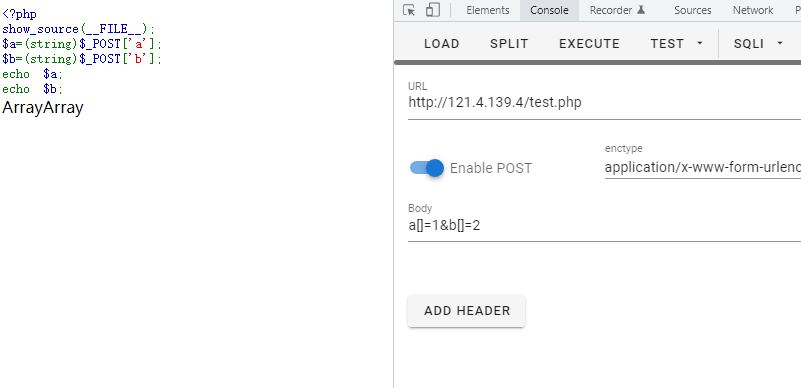 <?php
show_source(__FILE__);
$a=(string)$_POST['a'];
$b=(string)$_POST['b'];
echo $a;
echo $b;
ArrayArray
Elements Console Recorder Sources Network
LOAD SPLIT EXECUTE TEST SQLI
URL
http://121.4.139.4/test.php
Enable POST
enctype
application/x-www-form-urlenc
Body
a[]=1&b[]=2
ADD HEADER